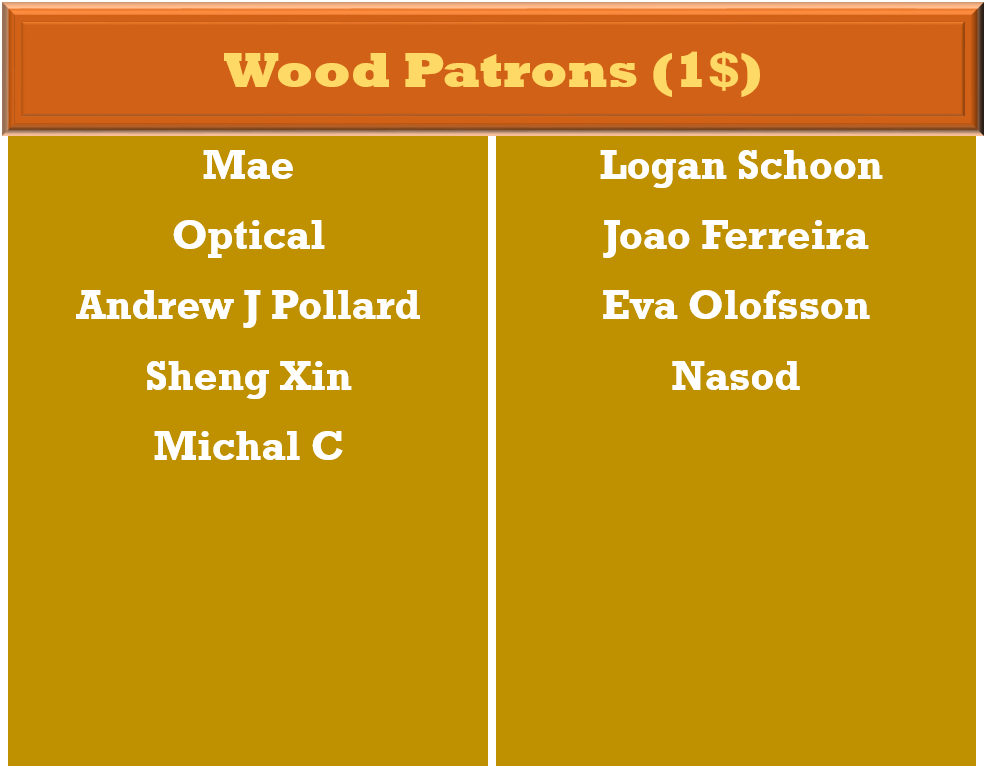 Wood Patrons (1$)
Mae
Optical
Andrew J Pollard
Sheng Xin
Michal C
Logan Schoon
Joao Ferreira
Eva Olofsson
Nasod